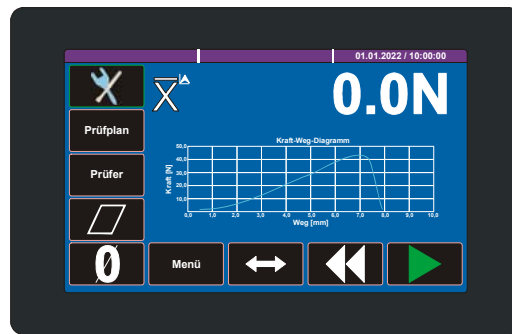 01.01.2022 / 10:00:00
X
0.0N
Prüfplan
Prüfer
Kraft-Weg-Diagramm
Kraft [N]
50,0
40,0
30,0
20,0
10,0
0,0 1,0 2,0 3,0 4,0 5,0 6,0 7,0 8,0 9,0 10,0
Weg [mm]
0
Menü